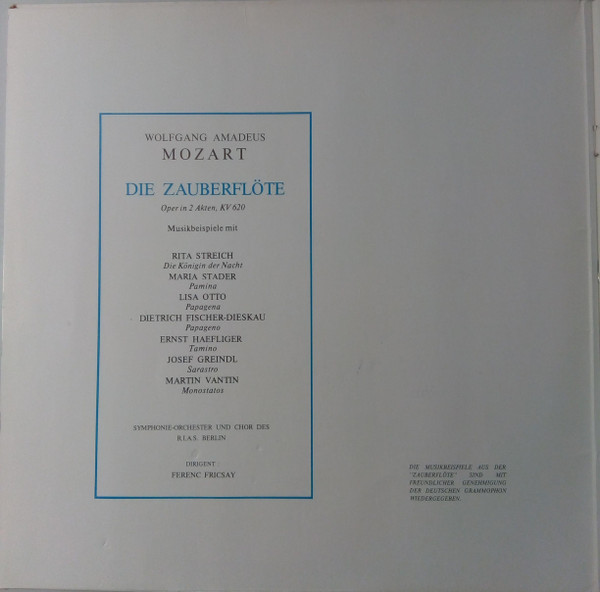 WOLFGANG AMADEUS
MOZART
DIE ZAUBERFLÖTE
Oper in 2 Akten, KV 620
Musikbeispiele mit
RITA STREICH
Die Königin der Nacht
MARIA STADER
Pamina
LISA OTTO
Papagena
DIETRICH FISCHER-DIESKAU
Papageno
ERNST HAEFLIGER
Tamino
JOSEF GREINDL
Sarastro
MARTIN VANTIN
Monostatos
SYMPHONIE-ORCHESTER UND CHOR DES
R.I.A.S. BERLIN
DIRIGENT:
FERENC FRICSAY
DIE MUSIKBEISPIELE AUS DER
"ZAUBERFLÖTE" SIND MIT
FREUNDLICHER GENEHMIGUNG
DER DEUTSCHEN GRAMMOPHON
WIEDERGEGEBEN.